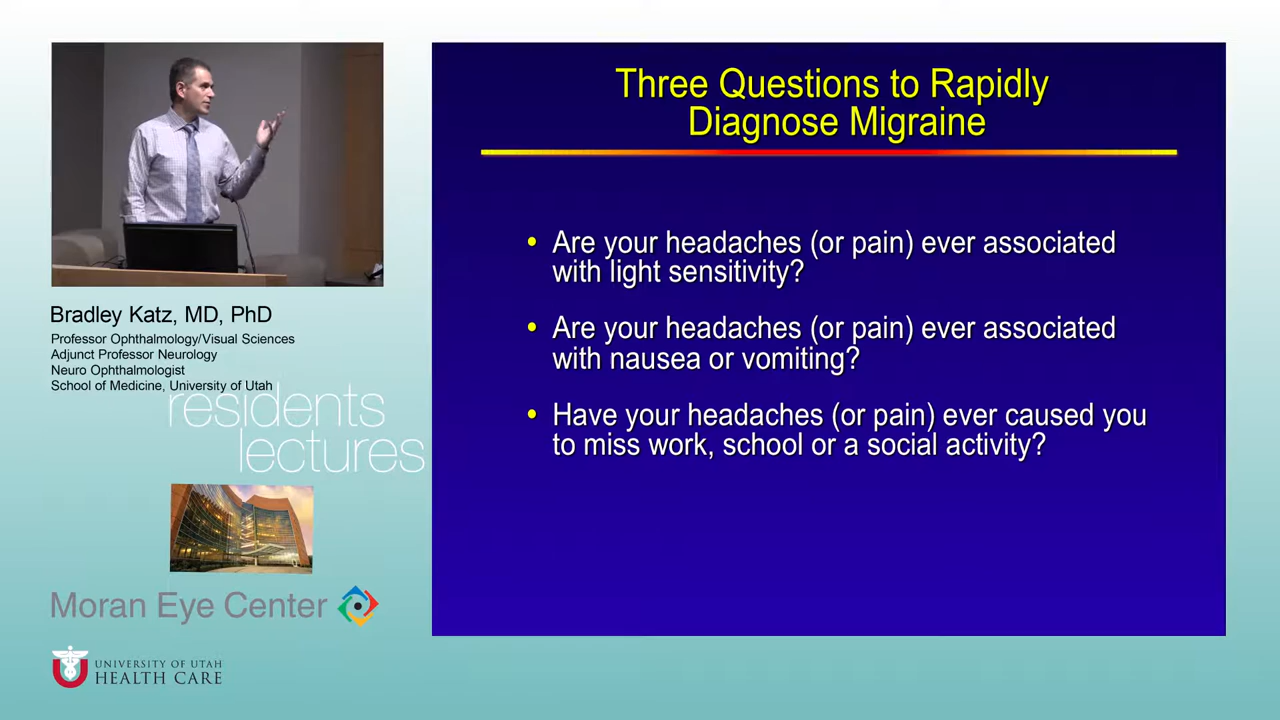 Three Questions to Rapidly
Diagnose Migraine
• Are your headaches (or pain) ever associated
with light sensitivity?
• Are your headaches (or pain) ever associated
with nausea or vomiting?
• Have your headaches (or pain) ever caused you
to miss work, school or a social activity?
Bradley Katz, MD, PhD
Professor Ophthalmology/Visual Sciences
Adjunct Professor Neurology
Neuro Ophthalmologist
School of Medicine, University of Utah
residents
lectures
Moran Eye Center
UNIVERSITY OF UTAH
HEALTH CARE